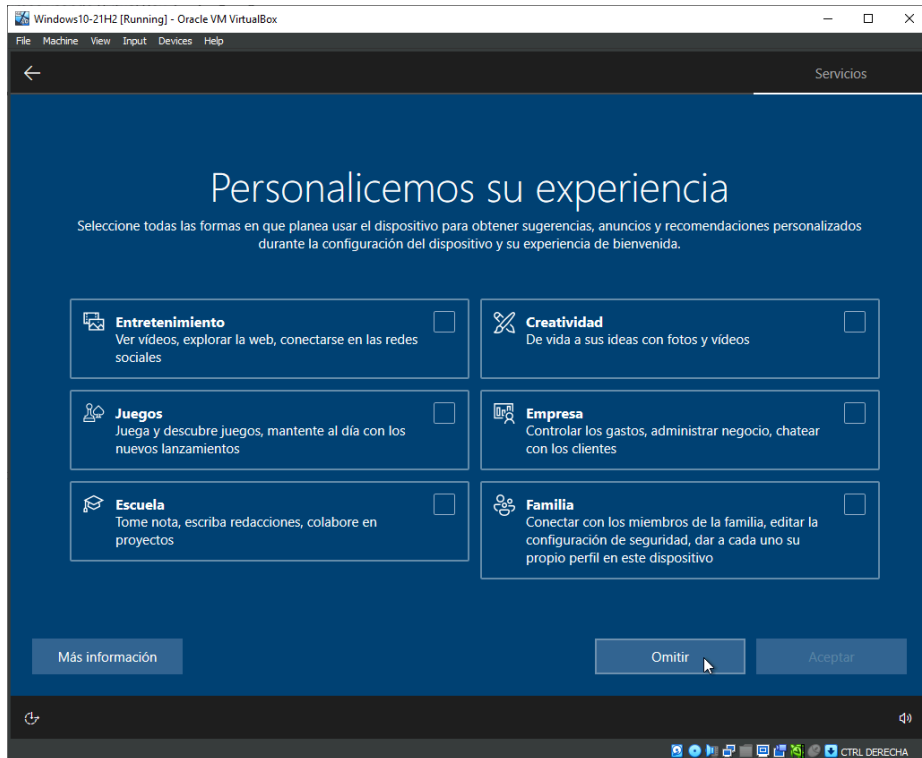 Windows10-21H2 [Running] - Oracle VM VirtualBox
File Machine View Input Devices Help
Servicios
Personalicemos su experiencia
Seleccione todas las formas en que planea usar el dispositivo para obtener sugerencias, anuncios y recomendaciones personalizados
durante la configuración del dispositivo y su experiencia de bienvenida.
Entretenimiento
Ver vídeos, explorar la web, conectarse en las redes
sociales
Creatividad
De vida a sus ideas con fotos y vídeos
Juegos
Juega y descubre juegos, mantente al día con los
nuevos lanzamientos
Empresa
Controlar los gastos, administrar negocio, chatear
con los clientes
Escuela
Tome nota, escriba redacciones, colabore en
proyectos
Familia
Conectar con los miembros de la familia, editar la
configuración de seguridad, dar a cada uno su
propio perfil en este dispositivo
Más información
Omitir
Aceptar
CTRL DERECHA